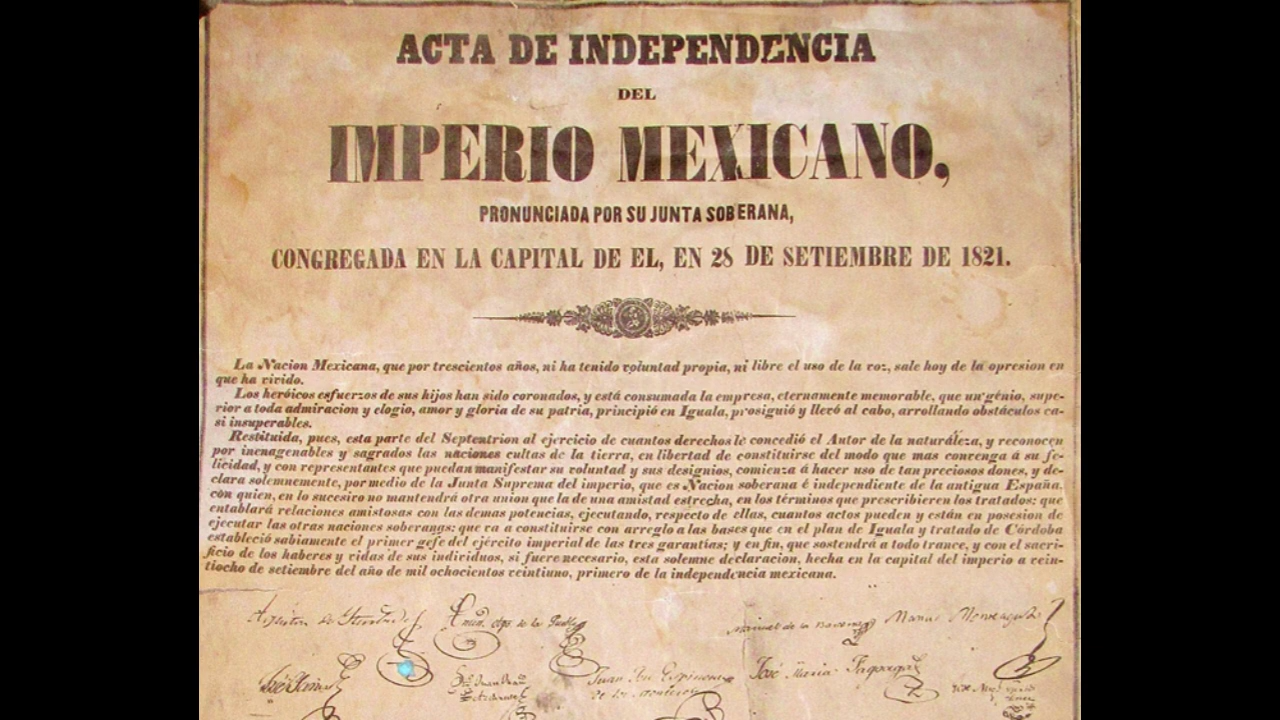 ACTA DE INDEPENDENCIA
DEL
IMPERIO MEXICANO,
PRONUNCIADA POR SU JUNTA SOBERANA,
CONGREGADA EN LA CAPITAL DE EL, EN 28 DE SETIEMBRE DE 1821.
La Nacion Mexicana, que por trescientos años, ni ha tenido voluntad propia, ni libre el uso de la voz, sale hoy de la opresion en
que ha vivido.
Los heróicos esfuerzos de sus hijos han sido coronados, y está consumada la empresa, eternamente memorable, que un génio, supe-
rior a toda admiracion y elogio, amor y gloria de su patria, principió en Iguala, prosiguió y llevó al cabo, arrollando obstáculos ca-
si insuperables.
Restituida, pues, esta parte del Septentrion al ejercicio de cuantos derechos le concedió el Autor de la naturáleza, y reconocen
por inenagenables y sagrados las naciones cultas de la tierra, en libertad de constituirse del modo que mas convenga á su fe-
licidad, y con representantes que puedan manifestar su voluntad y sus designios, comienza á hacer uso de tan preciosos dones, y de-
clara solemnemente, por medio de la Junta Suprema del imperio, que es Nacion soberana é independiente de la antigua España,
con quien, en lo sucesivo no mantendrá otra union que la de una amistad estrecha, en los términos que prescribieren los tratados: que
entablará relaciones amistosas con las demas potencias, ejecutando, respecto de ellas, cuantos actos pueden y están en posesion de
ejecutar las otras naciones soberanas: que va a constituirse con arreglo a las bases que en el plan de Iguala y tratado de Córdoba
estableció sabiamente el primer gefe del ejército imperial de las tres garantías; y en fin, que sostendrá a todo trance, y con el sacri-
ficio de los haberes y vidas de sus individuos, si fuere necesario, esta solemne declaracion, hecha en la capital del imperio a vein-
tiocho de setiembre del año de mil ochocientos veintiuno, primero de la independencia mexicana.
Agustin de Iturbide
Manuel de la Barcena Manuel Monteagudo
José María Fagoaga